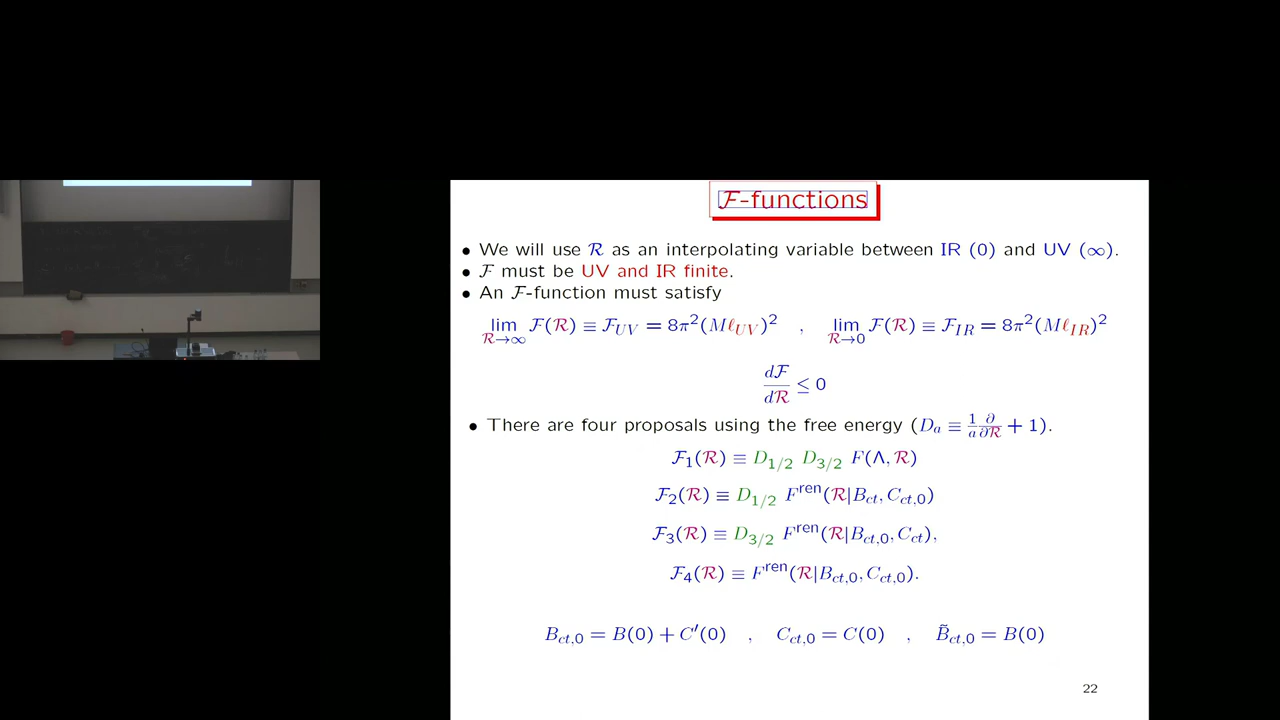 ℱ-functions
• We will use ℛ as an interpolating variable between IR (0) and UV (∞).
• ℱ must be UV and IR finite.
• An ℱ-function must satisfy
lim_{ℛ→∞} ℱ(ℛ) ≡ ℱ_{UV} = 8π²(Mℓ_{UV})² , lim_{ℛ→0} ℱ(ℛ) ≡ ℱ_{IR} = 8π²(Mℓ_{IR})²
dℱ/dℛ ≤ 0
• There are four proposals using the free energy (D_a ≡ 1/a ∂/∂ℛ + 1).
ℱ₁(ℛ) ≡ D_{1/2} D_{3/2} F(Λ, ℛ)
ℱ₂(ℛ) ≡ D_{1/2} F^{ren}(ℛ|B_{ct}, C_{ct,0})
ℱ₃(ℛ) ≡ D_{3/2} F^{ren}(ℛ|B_{ct,0}, C_{ct}),
ℱ₄(ℛ) ≡ F^{ren}(ℛ|B_{ct,0}, C_{ct,0}).
B_{ct,0} = B(0) + C′(0) , C_{ct,0} = C(0) , B̃_{ct,0} = B(0)
22